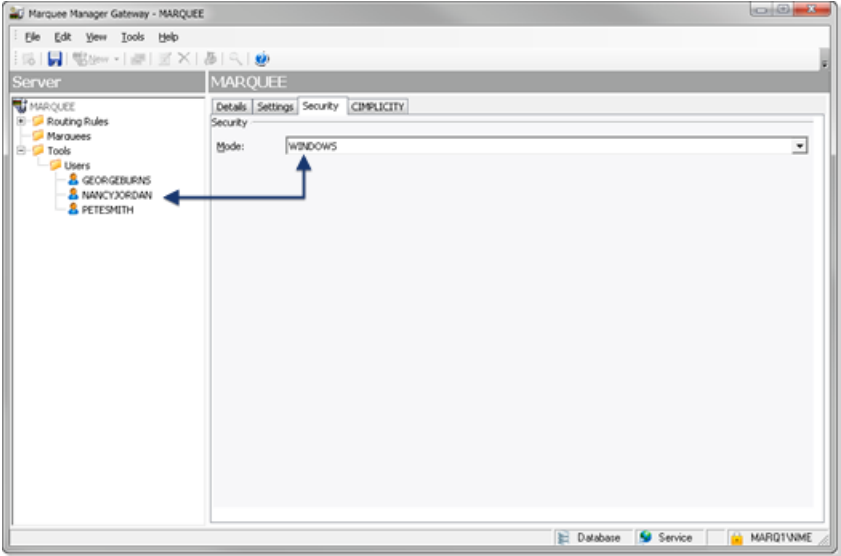 Marquee Manager Gateway - MARQUEE
File Edit View Tools Help
New
Server
MARQUEE
MARQUEE
Routing Rules
Marquees
Tools
Users
GEORGEBURNS
NANCYJORDAN
PETESMITH
Details Settings Security CIMPLICITY
Security
Mode: WINDOWS
Database Service MARQ1\NME